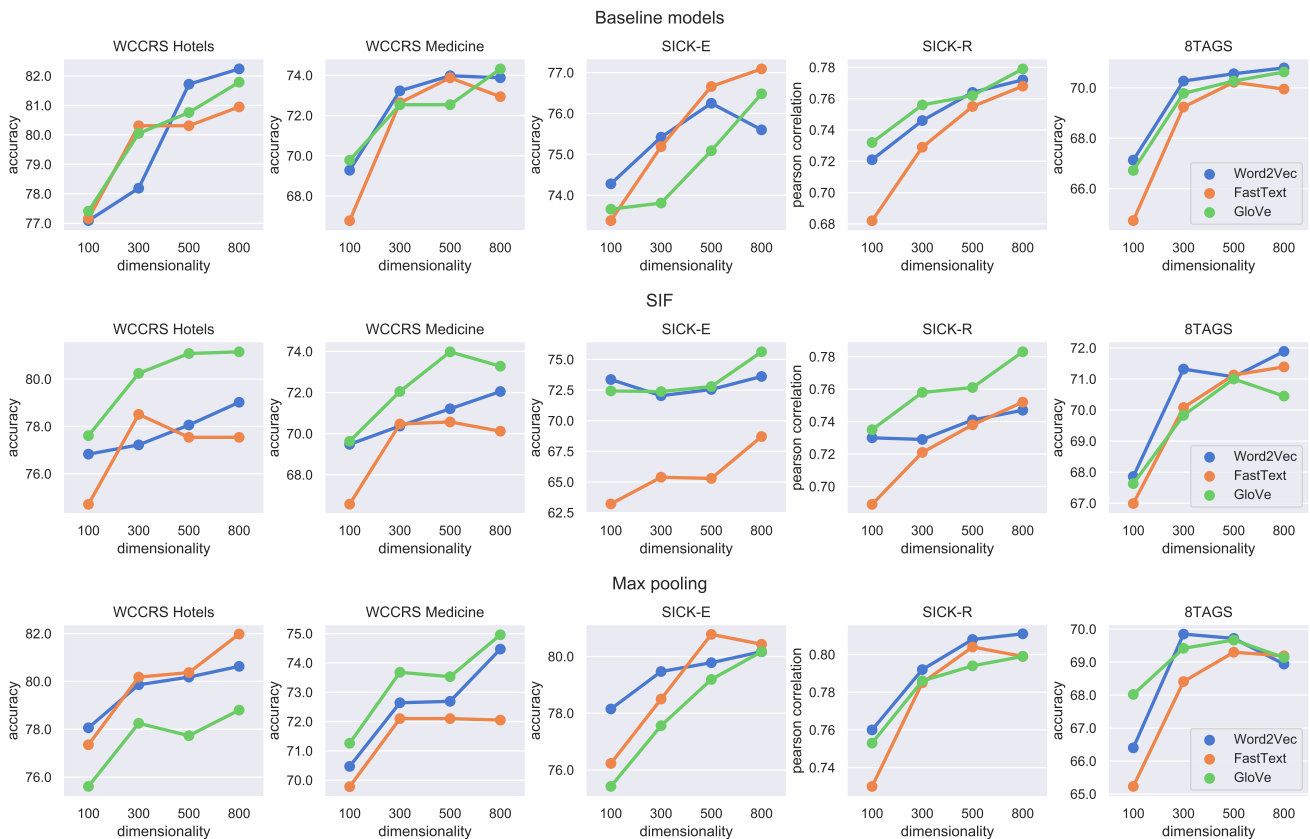 Baseline models
WCCRS Hotels
accuracy
82.0
81.0
80.0
79.0
78.0
77.0
100 300 500 800
dimensionality
WCCRS Medicine
accuracy
74.0
72.0
70.0
68.0
100 300 500 800
dimensionality
SICK-E
accuracy
77.0
76.0
75.0
74.0
100 300 500 800
dimensionality
SICK-R
pearson correlation
0.78
0.76
0.74
0.72
0.70
0.68
100 300 500 800
dimensionality
8TAGS
accuracy
70.0
68.0
66.0
Word2Vec
FastText
GloVe
100 300 500 800
dimensionality
SIF
WCCRS Hotels
accuracy
80.0
78.0
76.0
100 300 500 800
dimensionality
WCCRS Medicine
accuracy
74.0
72.0
70.0
68.0
100 300 500 800
dimensionality
SICK-E
accuracy
75.0
72.5
70.0
67.5
65.0
62.5
100 300 500 800
dimensionality
SICK-R
pearson correlation
0.78
0.76
0.74
0.72
0.70
100 300 500 800
dimensionality
8TAGS
accuracy
72.0
71.0
70.0
69.0
68.0
67.0
Word2Vec
FastText
GloVe
100 300 500 800
dimensionality
Max pooling
WCCRS Hotels
accuracy
82.0
80.0
78.0
76.0
100 300 500 800
dimensionality
WCCRS Medicine
accuracy
75.0
74.0
73.0
72.0
71.0
70.0
100 300 500 800
dimensionality
SICK-E
accuracy
80.0
78.0
76.0
100 300 500 800
dimensionality
SICK-R
pearson correlation
0.80
0.78
0.76
0.74
100 300 500 800
dimensionality
8TAGS
accuracy
70.0
69.0
68.0
67.0
66.0
65.0
Word2Vec
FastText
GloVe
100 300 500 800
dimensionality